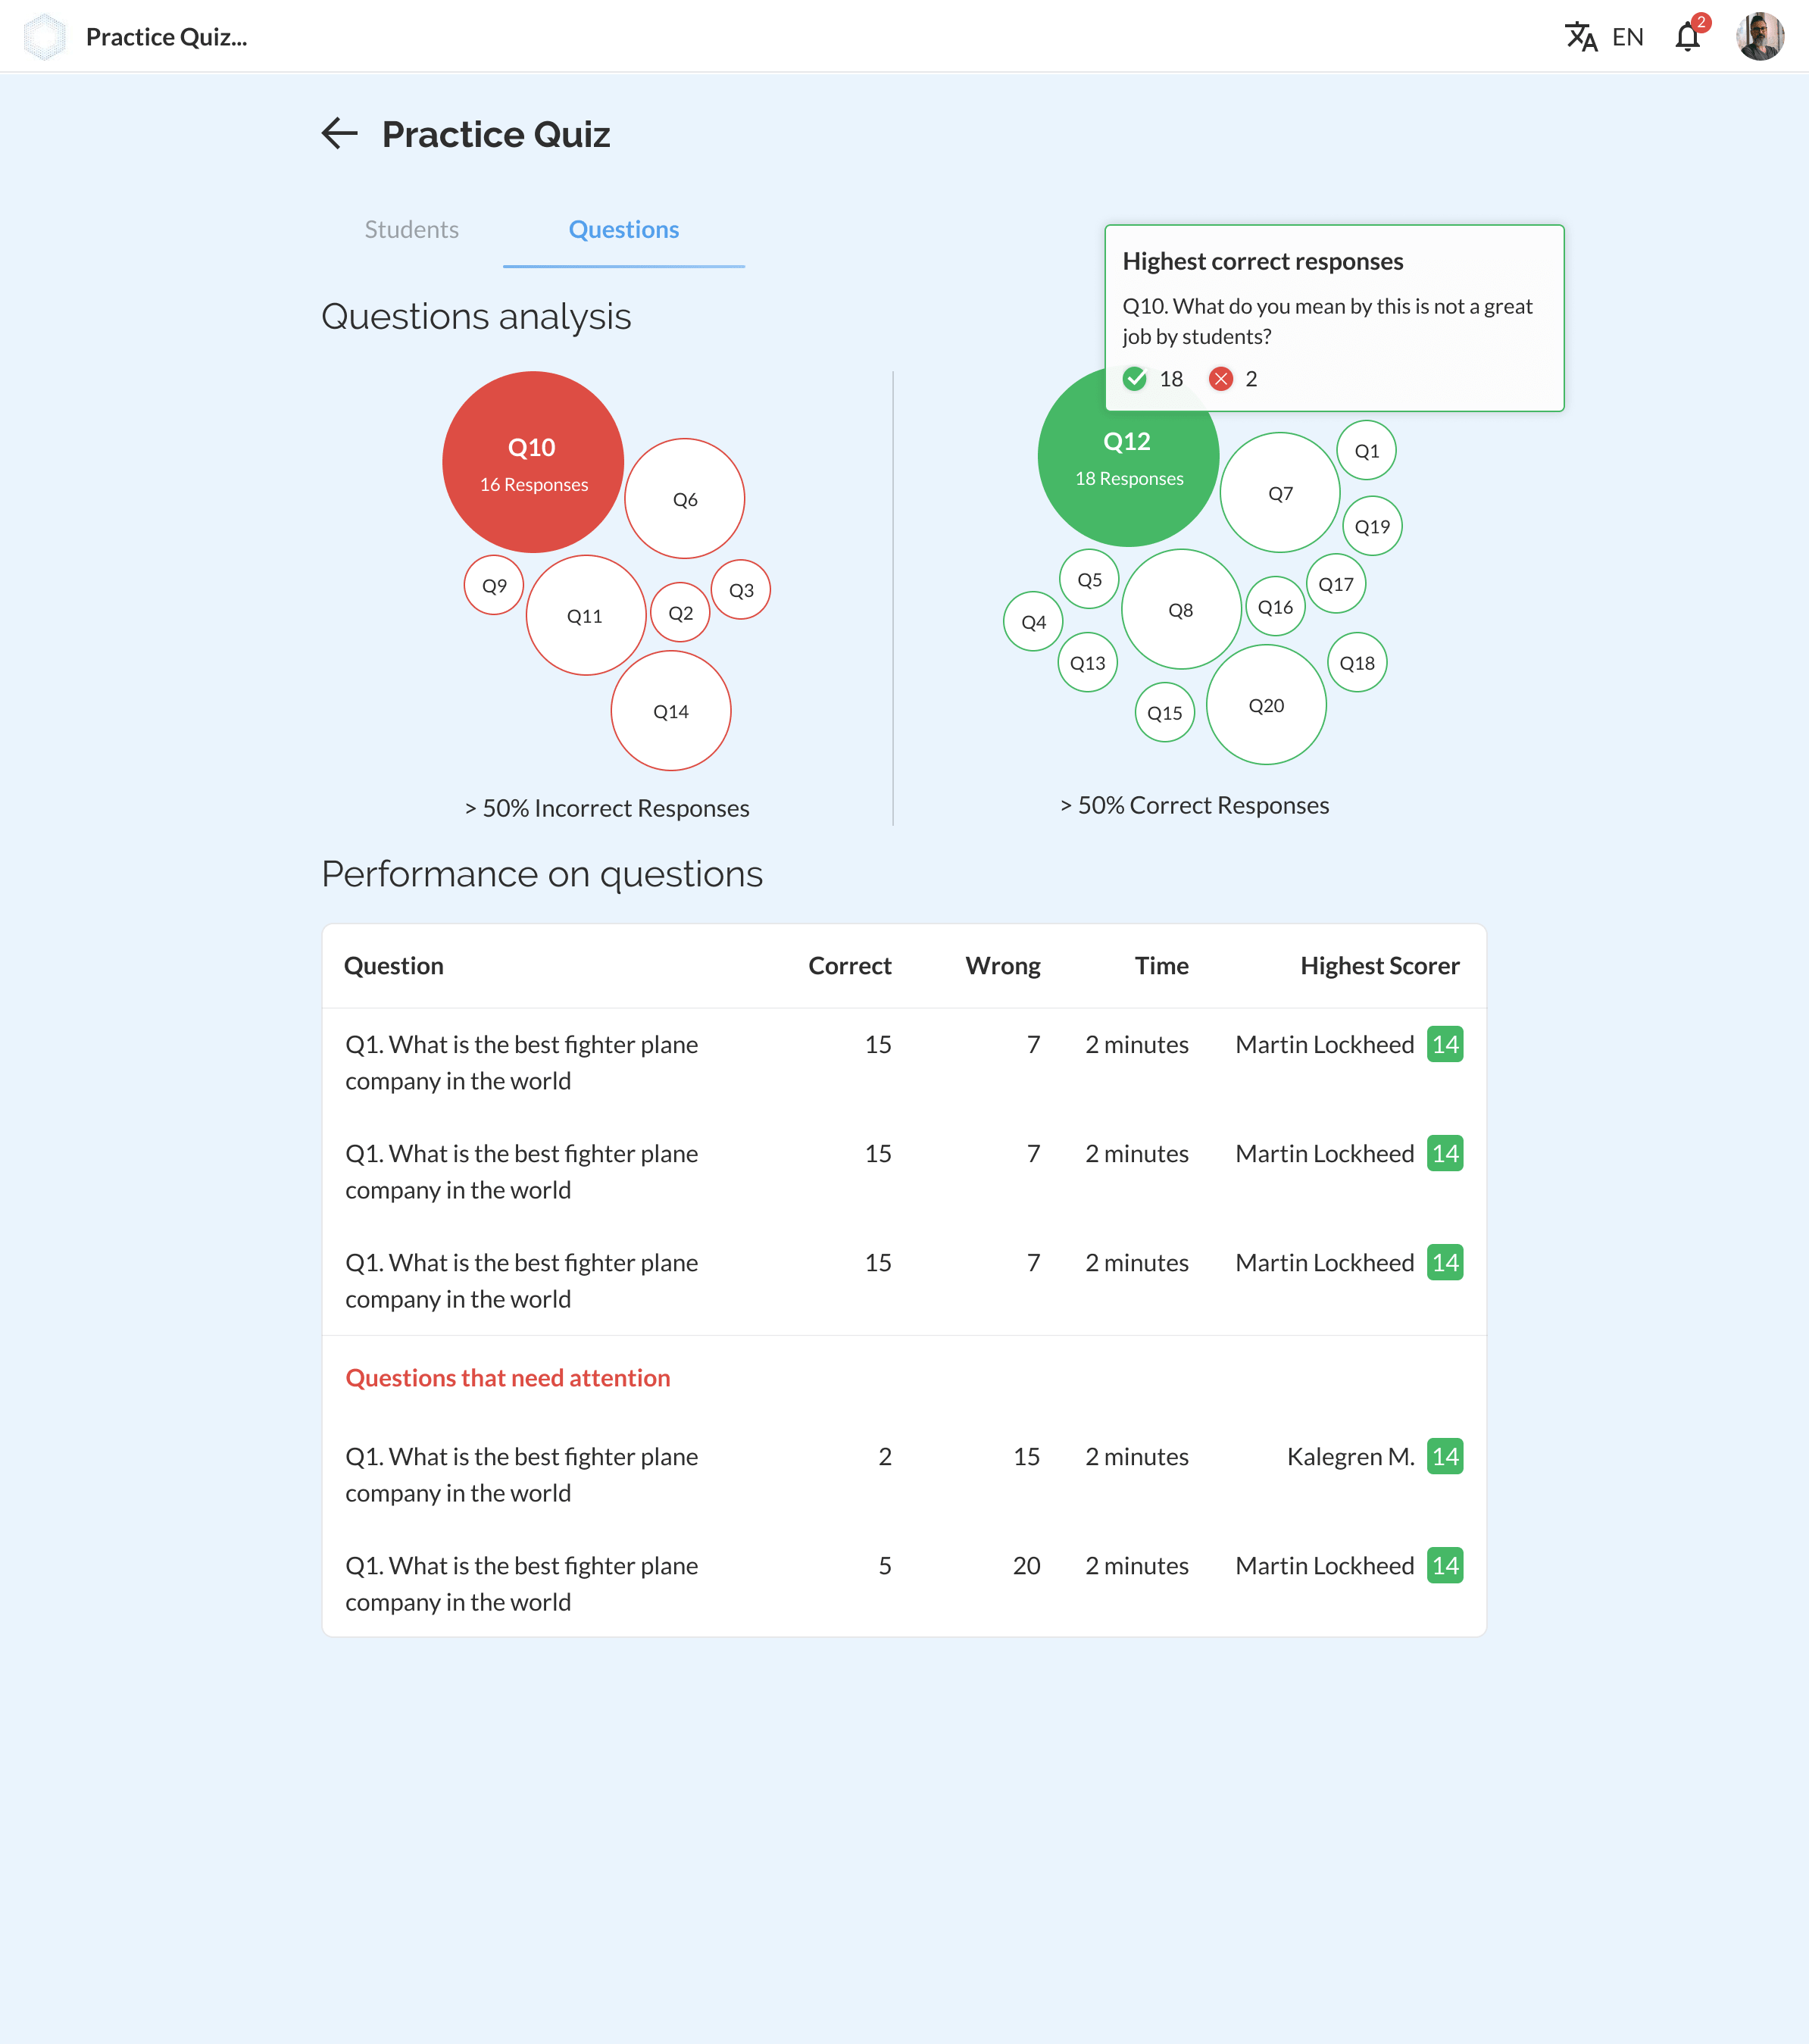 Practice Quiz...
EN
2
Practice Quiz
Students
Questions
Highest correct responses
Q10. What do you mean by this is not a great
job by students?
18
2
Questions analysis
Q10
16 Responses
Q6
Q9
Q11
Q2
Q3
Q14
> 50% Incorrect Responses
Q12
18 Responses
Q7
Q1
Q19
Q5
Q17
Q4
Q8
Q16
Q13
Q18
Q15
Q20
> 50% Correct Responses
Performance on questions
Question Correct Wrong Time Highest Scorer
Q1. What is the best fighter plane 15 7 2 minutes Martin Lockheed 14
company in the world
Q1. What is the best fighter plane 15 7 2 minutes Martin Lockheed 14
company in the world
Q1. What is the best fighter plane 15 7 2 minutes Martin Lockheed 14
company in the world
Questions that need attention
Q1. What is the best fighter plane 2 15 2 minutes Kalegren M. 14
company in the world
Q1. What is the best fighter plane 5 20 2 minutes Martin Lockheed 14
company in the world